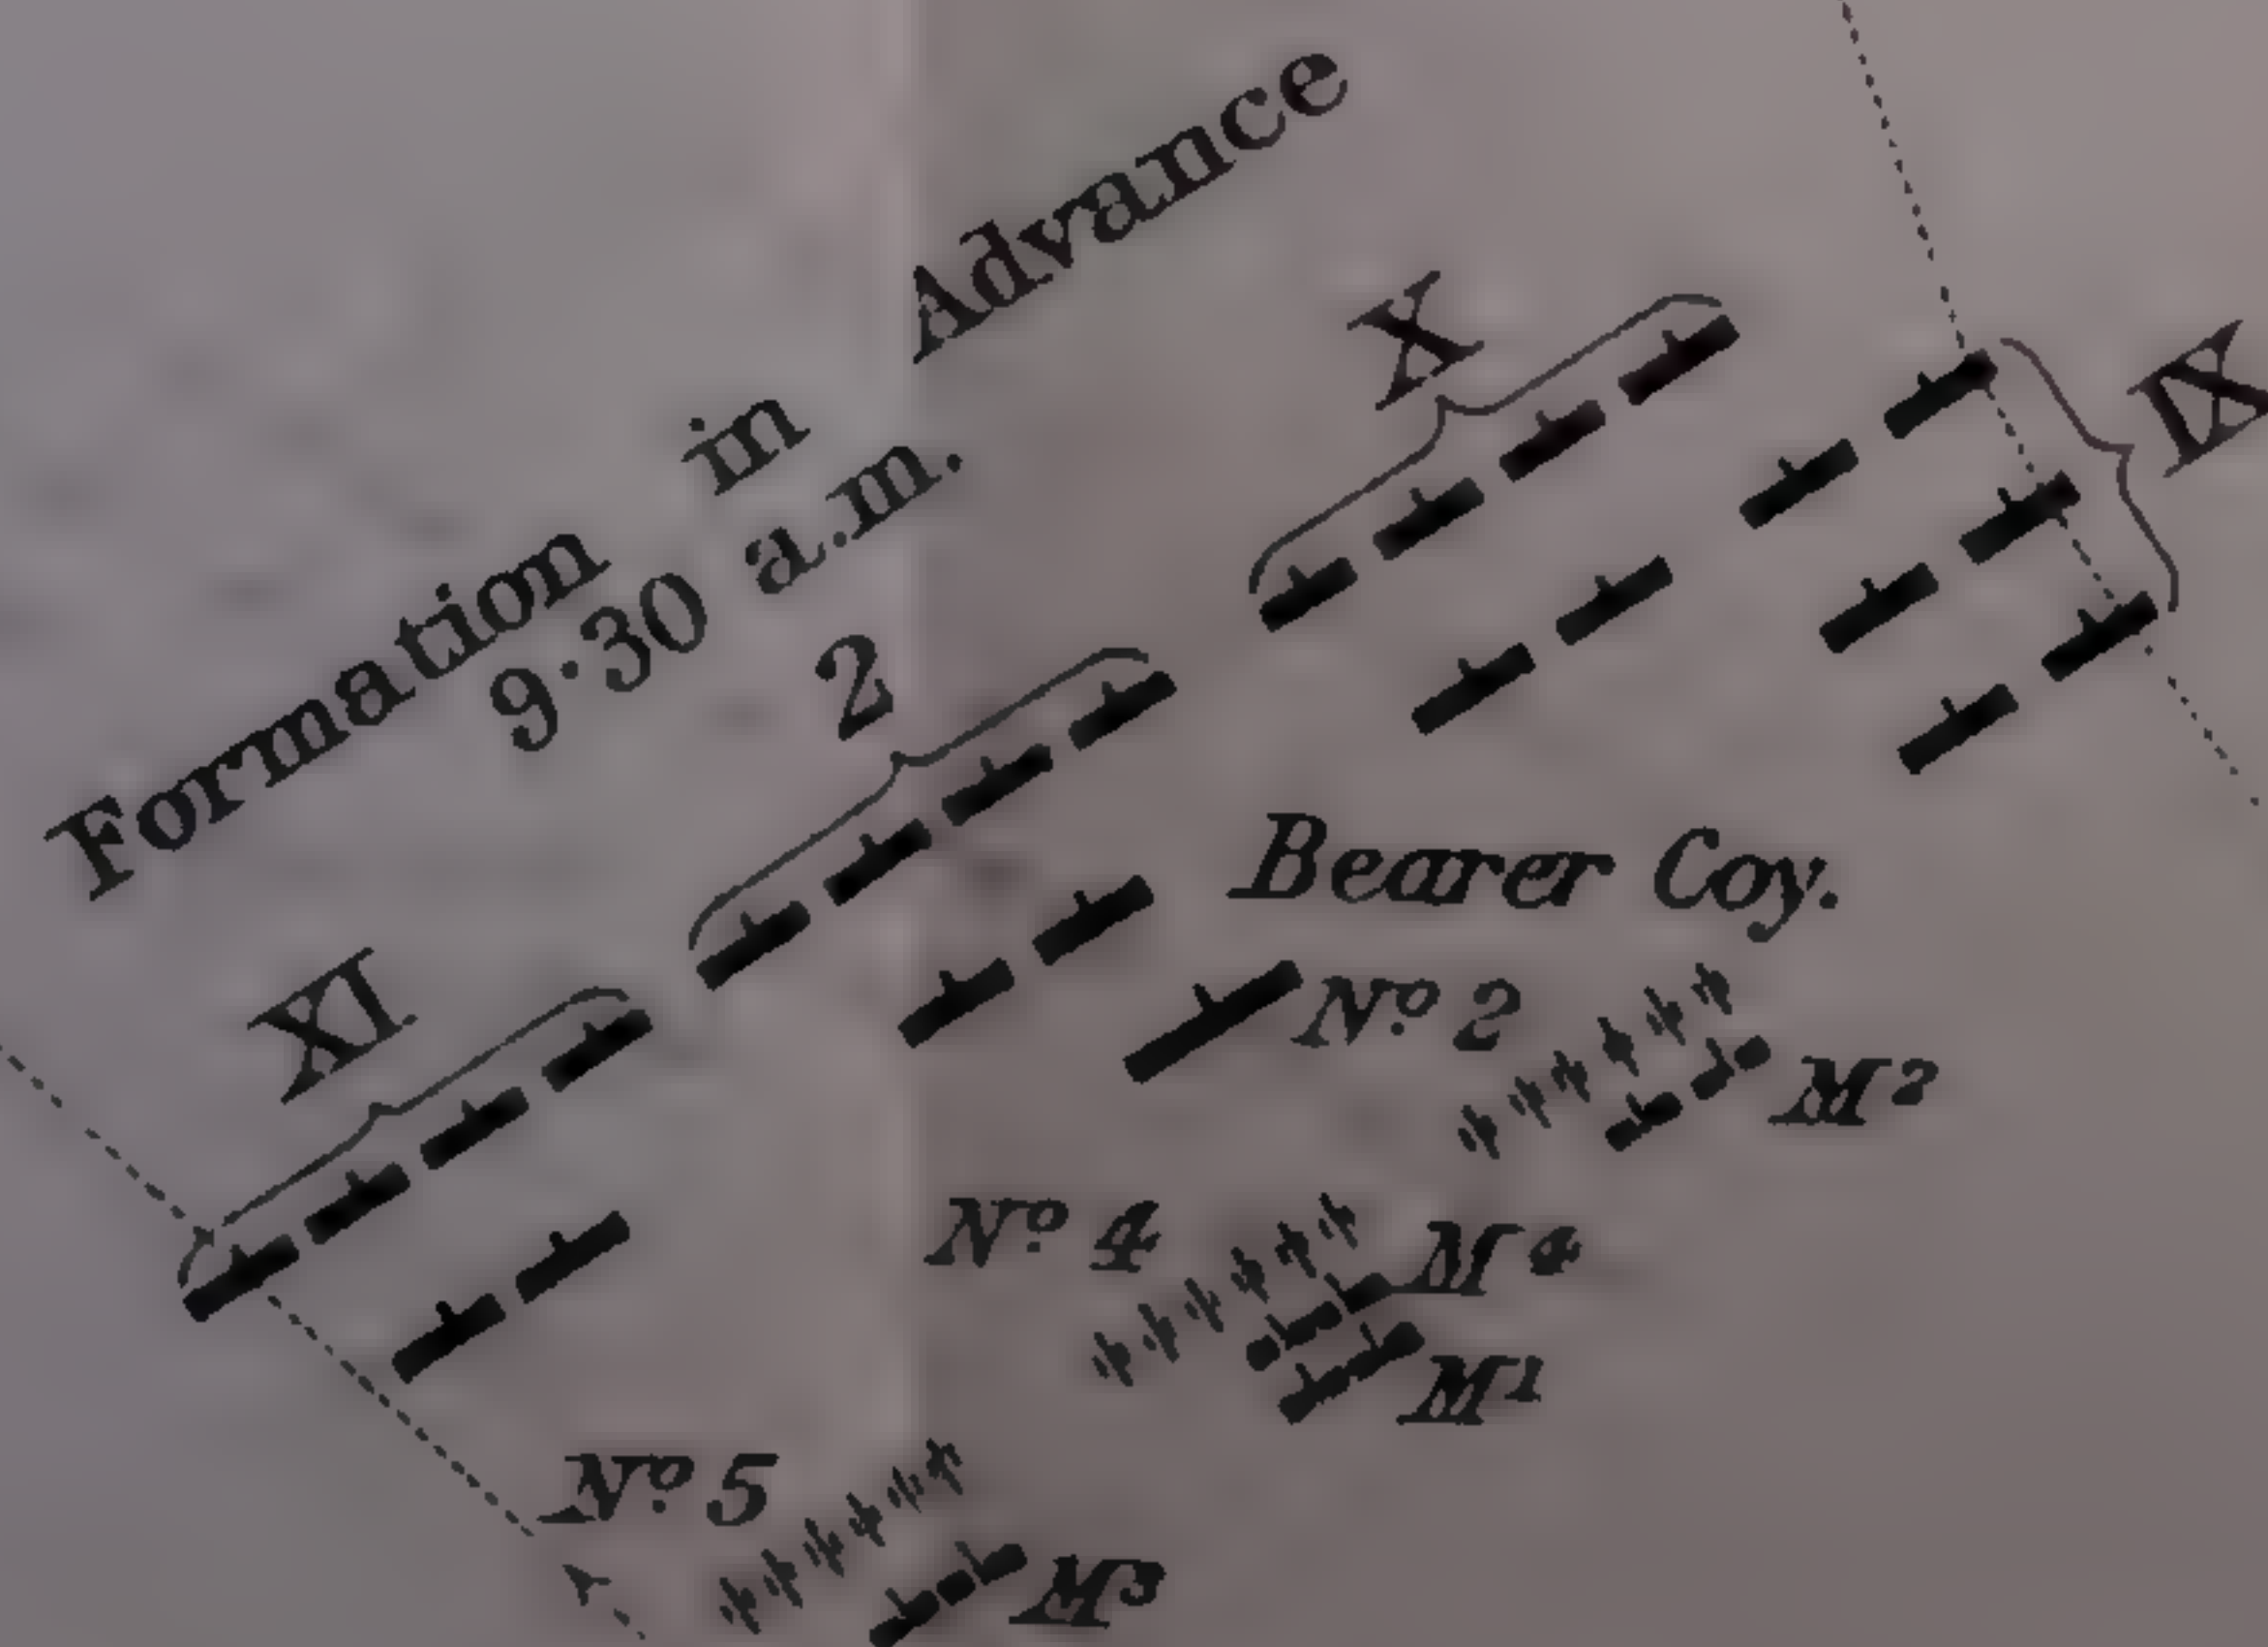 Formation in Advance
9·30 a.m.
X
IX
2
XI
Bearer Coy.
No. 2
M2
No. 4
M4
M1
No. 5
M3